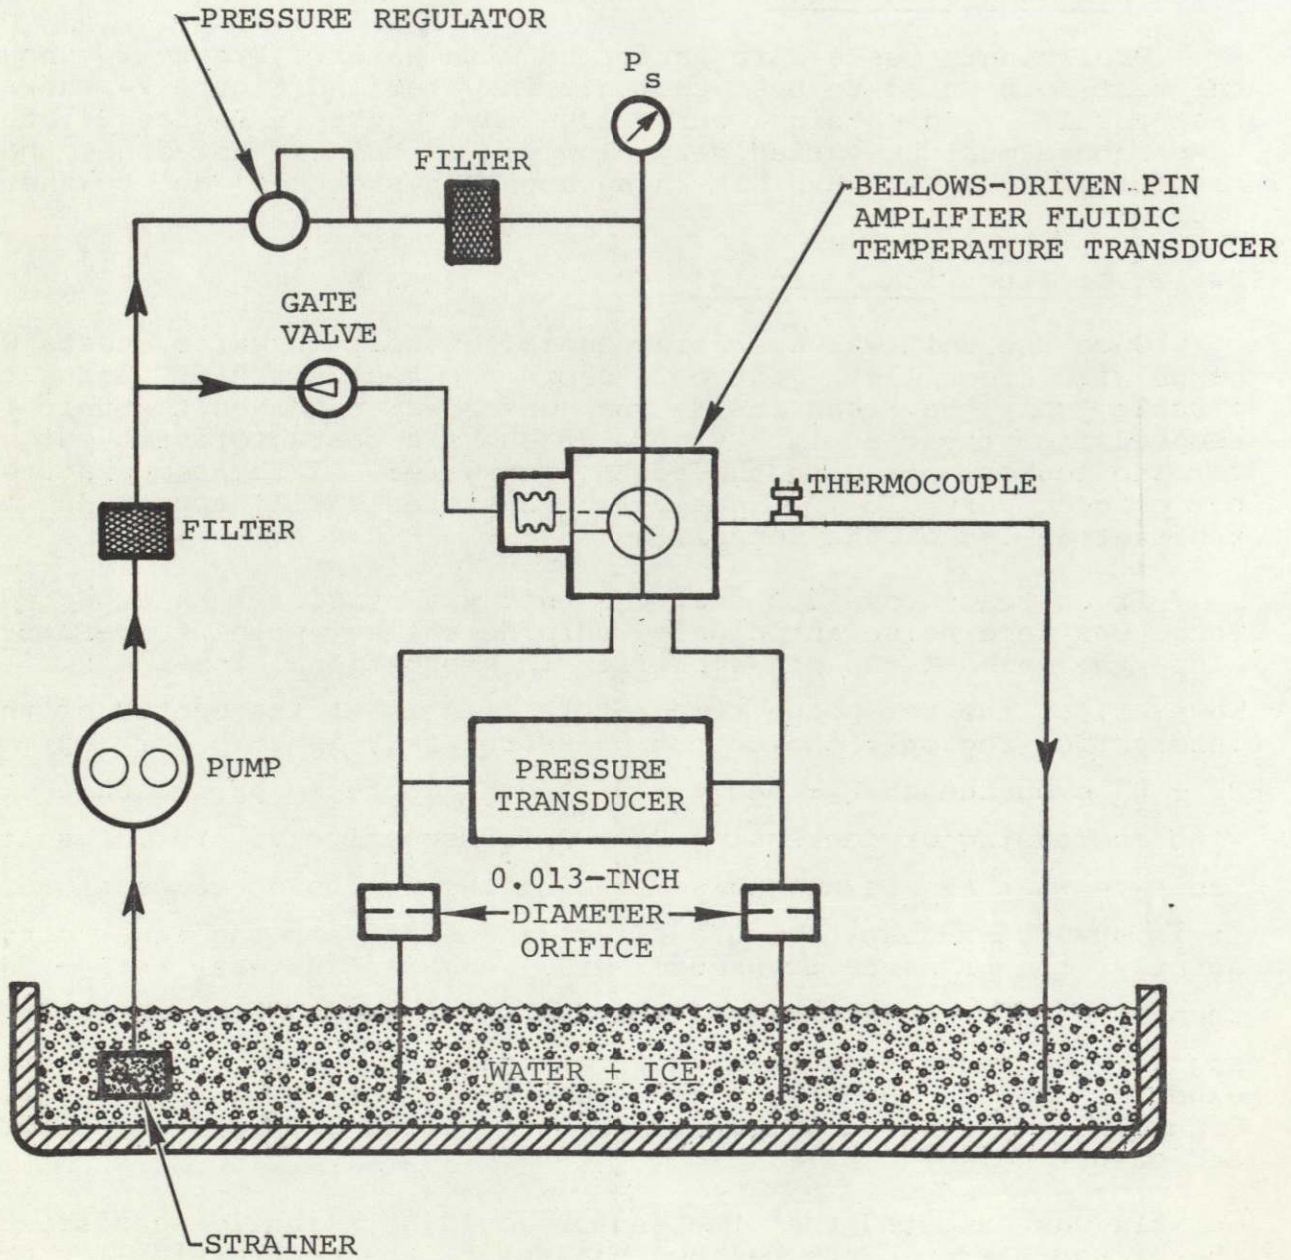 PRESSURE REGULATOR
P
s
FILTER
BELLOWS-DRIVEN PIN
AMPLIFIER FLUIDIC
TEMPERATURE TRANSDUCER
GATE
VALVE
THERMOCOUPLE
FILTER
PUMP
PRESSURE
TRANSDUCER
0.013-INCH
DIAMETER
ORIFICE
WATER + ICE
STRAINER